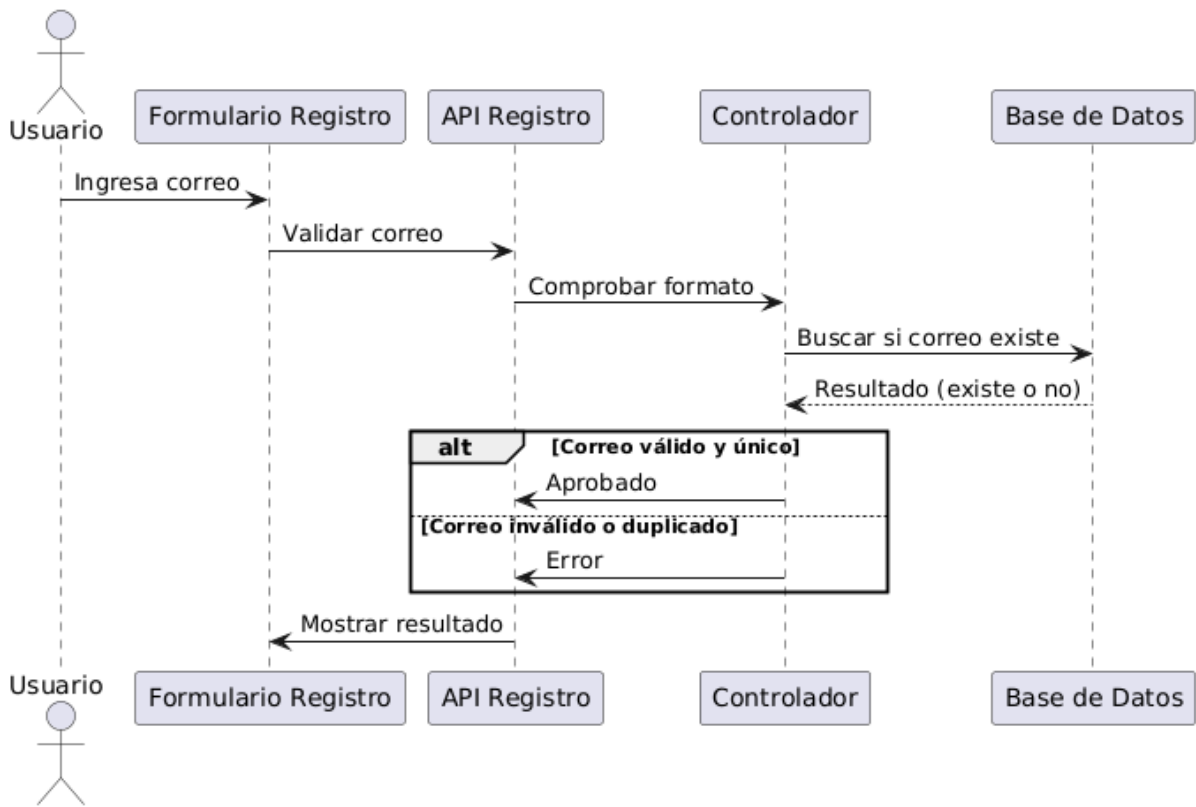 Usuario
Formulario Registro
API Registro
Controlador
Base de Datos
Ingresa correo
Validar correo
Comprobar formato
Buscar si correo existe
Resultado (existe o no)
alt
[Correo válido y único]
Aprobado
[Correo inválido o duplicado]
Error
Mostrar resultado
Usuario
Formulario Registro
API Registro
Controlador
Base de Datos